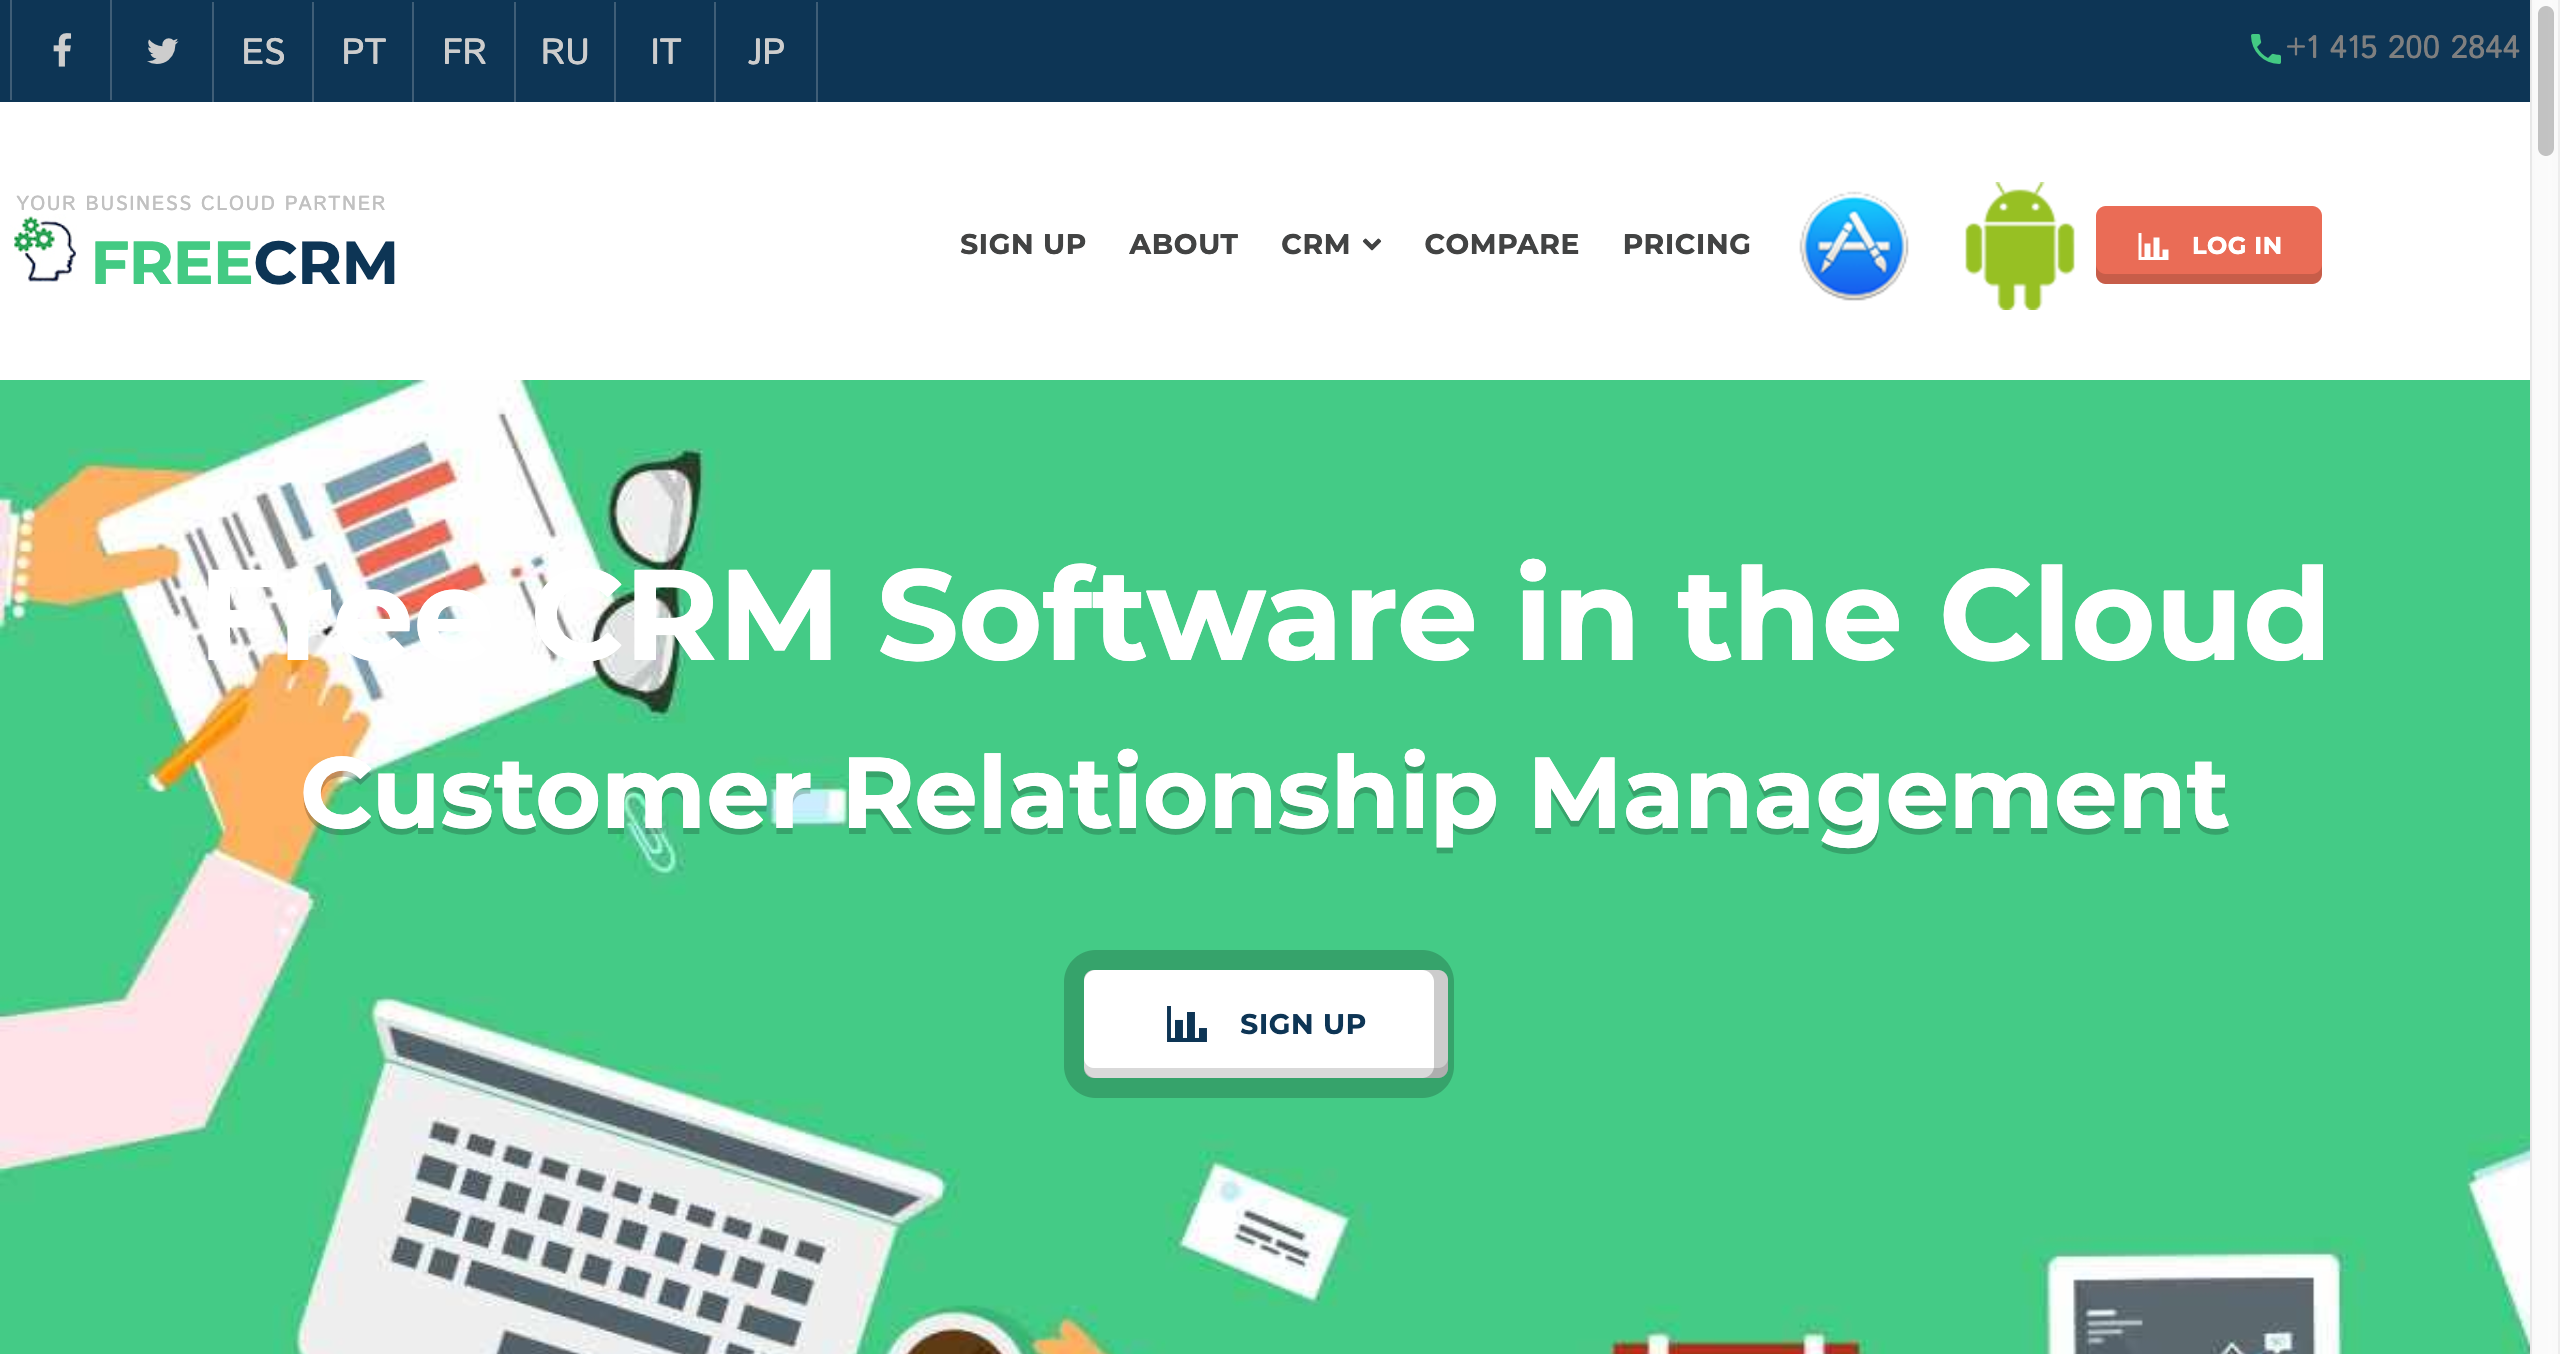 ES PT FR RU IT JP
+1 415 200 2844
YOUR BUSINESS CLOUD PARTNER
FREECRM
SIGN UP ABOUT CRM COMPARE PRICING LOG IN
Free CRM Software in the Cloud
Customer Relationship Management
SIGN UP